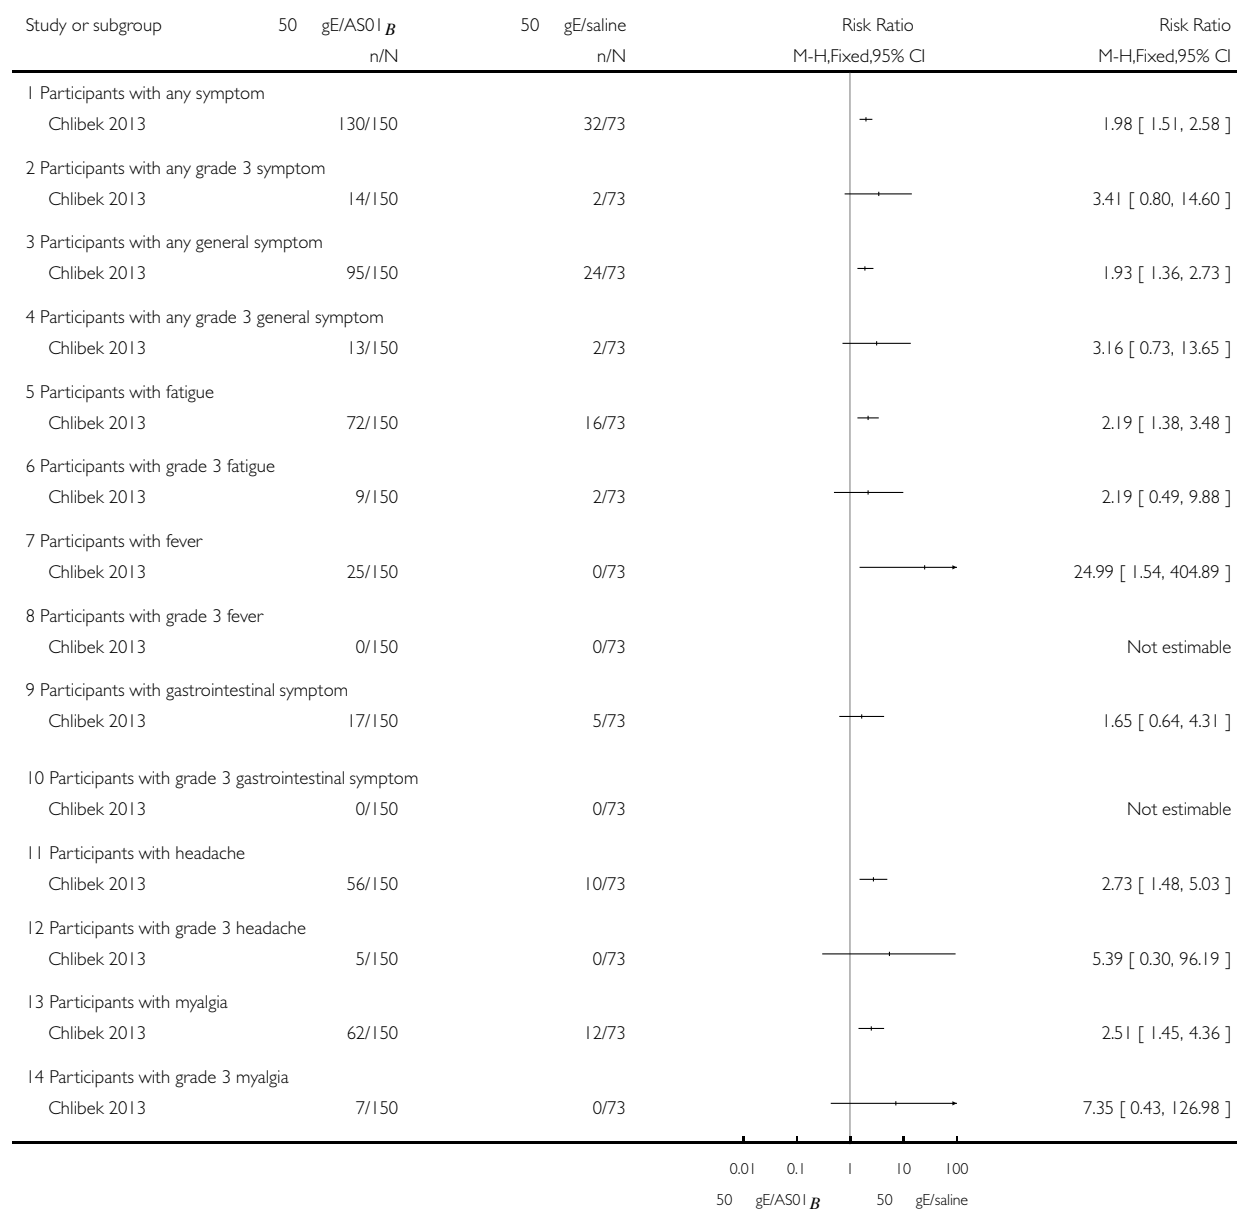 Study or subgroup 50 gE/AS01B 50 gE/saline Risk Ratio Risk Ratio
n/N n/N M-H,Fixed,95% CI M-H,Fixed,95% CI
1 Participants with any symptom
Chlibek 2013 130/150 32/73 1.98 [ 1.51, 2.58 ]
2 Participants with any grade 3 symptom
Chlibek 2013 14/150 2/73 3.41 [ 0.80, 14.60 ]
3 Participants with any general symptom
Chlibek 2013 95/150 24/73 1.93 [ 1.36, 2.73 ]
4 Participants with any grade 3 general symptom
Chlibek 2013 13/150 2/73 3.16 [ 0.73, 13.65 ]
5 Participants with fatigue
Chlibek 2013 72/150 16/73 2.19 [ 1.38, 3.48 ]
6 Participants with grade 3 fatigue
Chlibek 2013 9/150 2/73 2.19 [ 0.49, 9.88 ]
7 Participants with fever
Chlibek 2013 25/150 0/73 24.99 [ 1.54, 404.89 ]
8 Participants with grade 3 fever
Chlibek 2013 0/150 0/73 Not estimable
9 Participants with gastrointestinal symptom
Chlibek 2013 17/150 5/73 1.65 [ 0.64, 4.31 ]
10 Participants with grade 3 gastrointestinal symptom
Chlibek 2013 0/150 0/73 Not estimable
11 Participants with headache
Chlibek 2013 56/150 10/73 2.73 [ 1.48, 5.03 ]
12 Participants with grade 3 headache
Chlibek 2013 5/150 0/73 5.39 [ 0.30, 96.19 ]
13 Participants with myalgia
Chlibek 2013 62/150 12/73 2.51 [ 1.45, 4.36 ]
14 Participants with grade 3 myalgia
Chlibek 2013 7/150 0/73 7.35 [ 0.43, 126.98 ]
0.01 0.1 1 10 100
50 gE/AS01B 50 gE/saline